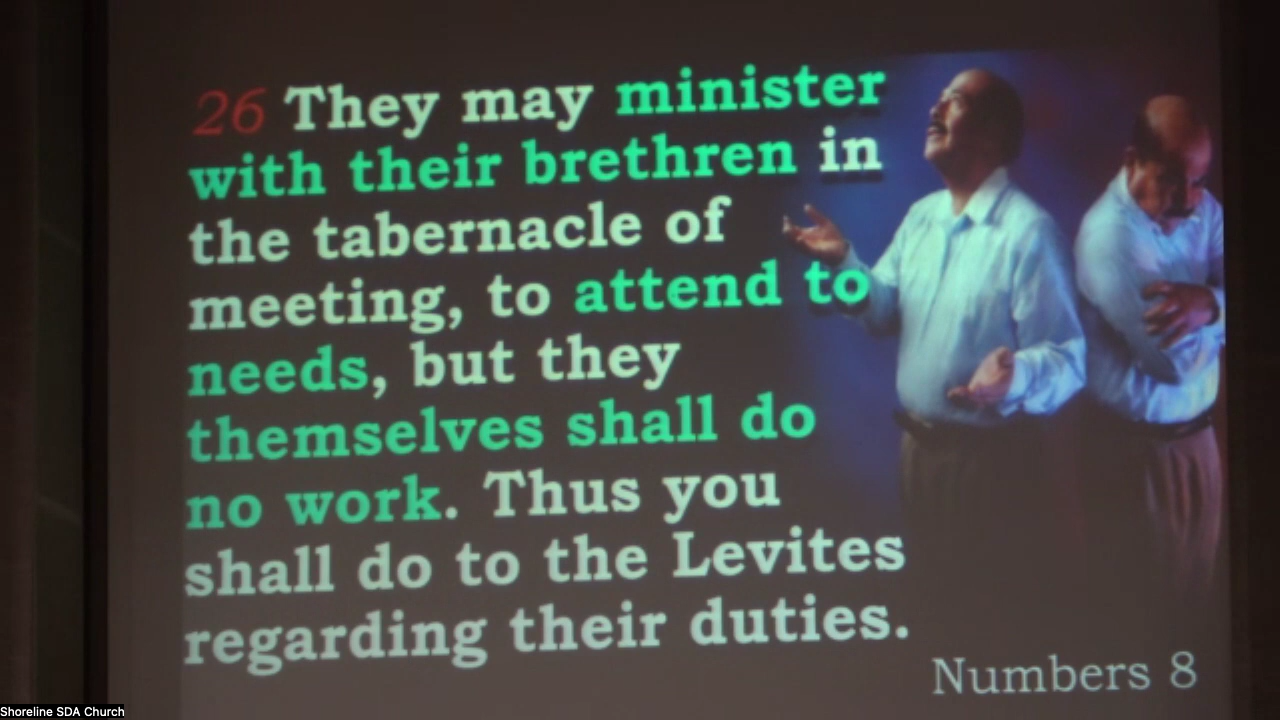 26 They may minister
with their brethren in
the tabernacle of
meeting, to attend to
needs, but they
themselves shall do
no work. Thus you
shall do to the Levites
regarding their duties.
Numbers 8
Shoreline SDA Church